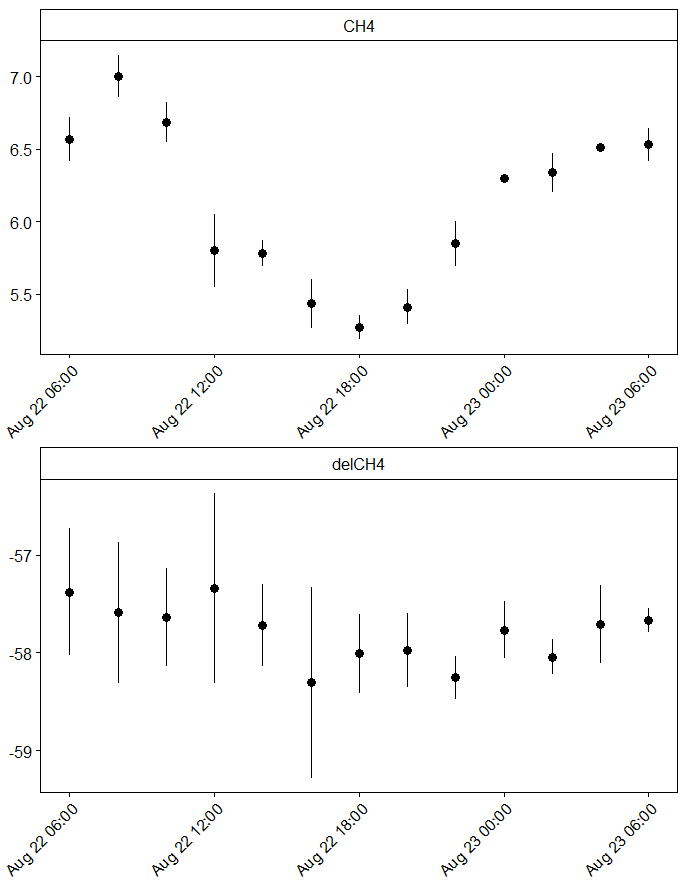 CH4
7.0
6.5
6.0
5.5
Aug 22 06:00
Aug 22 12:00
Aug 22 18:00
Aug 23 00:00
Aug 23 06:00
delCH4
-57
-58
-59
Aug 22 06:00
Aug 22 12:00
Aug 22 18:00
Aug 23 00:00
Aug 23 06:00